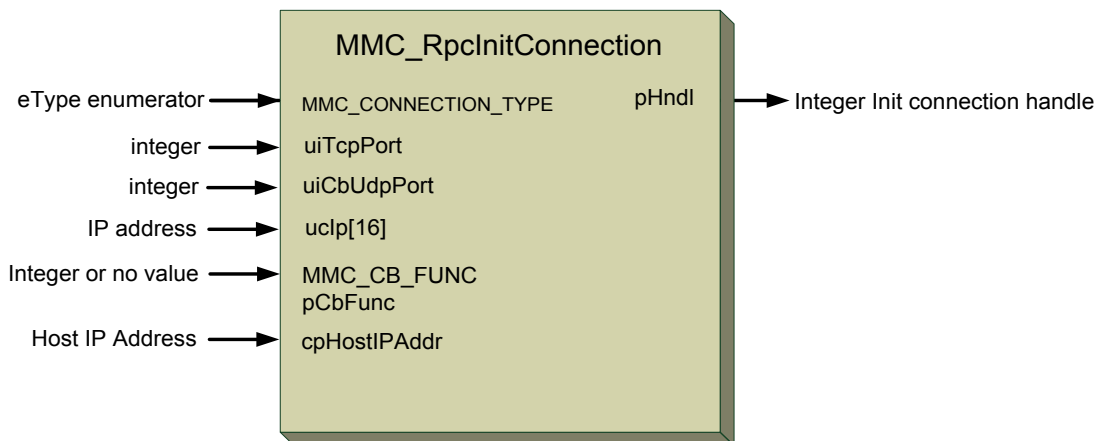 MMC_RpcInitConnection
eType enumerator
MMC_CONNECTION_TYPE
pHndl
Integer Init connection handle
integer
uiTcpPort
integer
uiCbUdpPort
IP address
ucIp[16]
Integer or no value
MMC_CB_FUNC
pCbFunc
Host IP Address
cpHostIPAddr